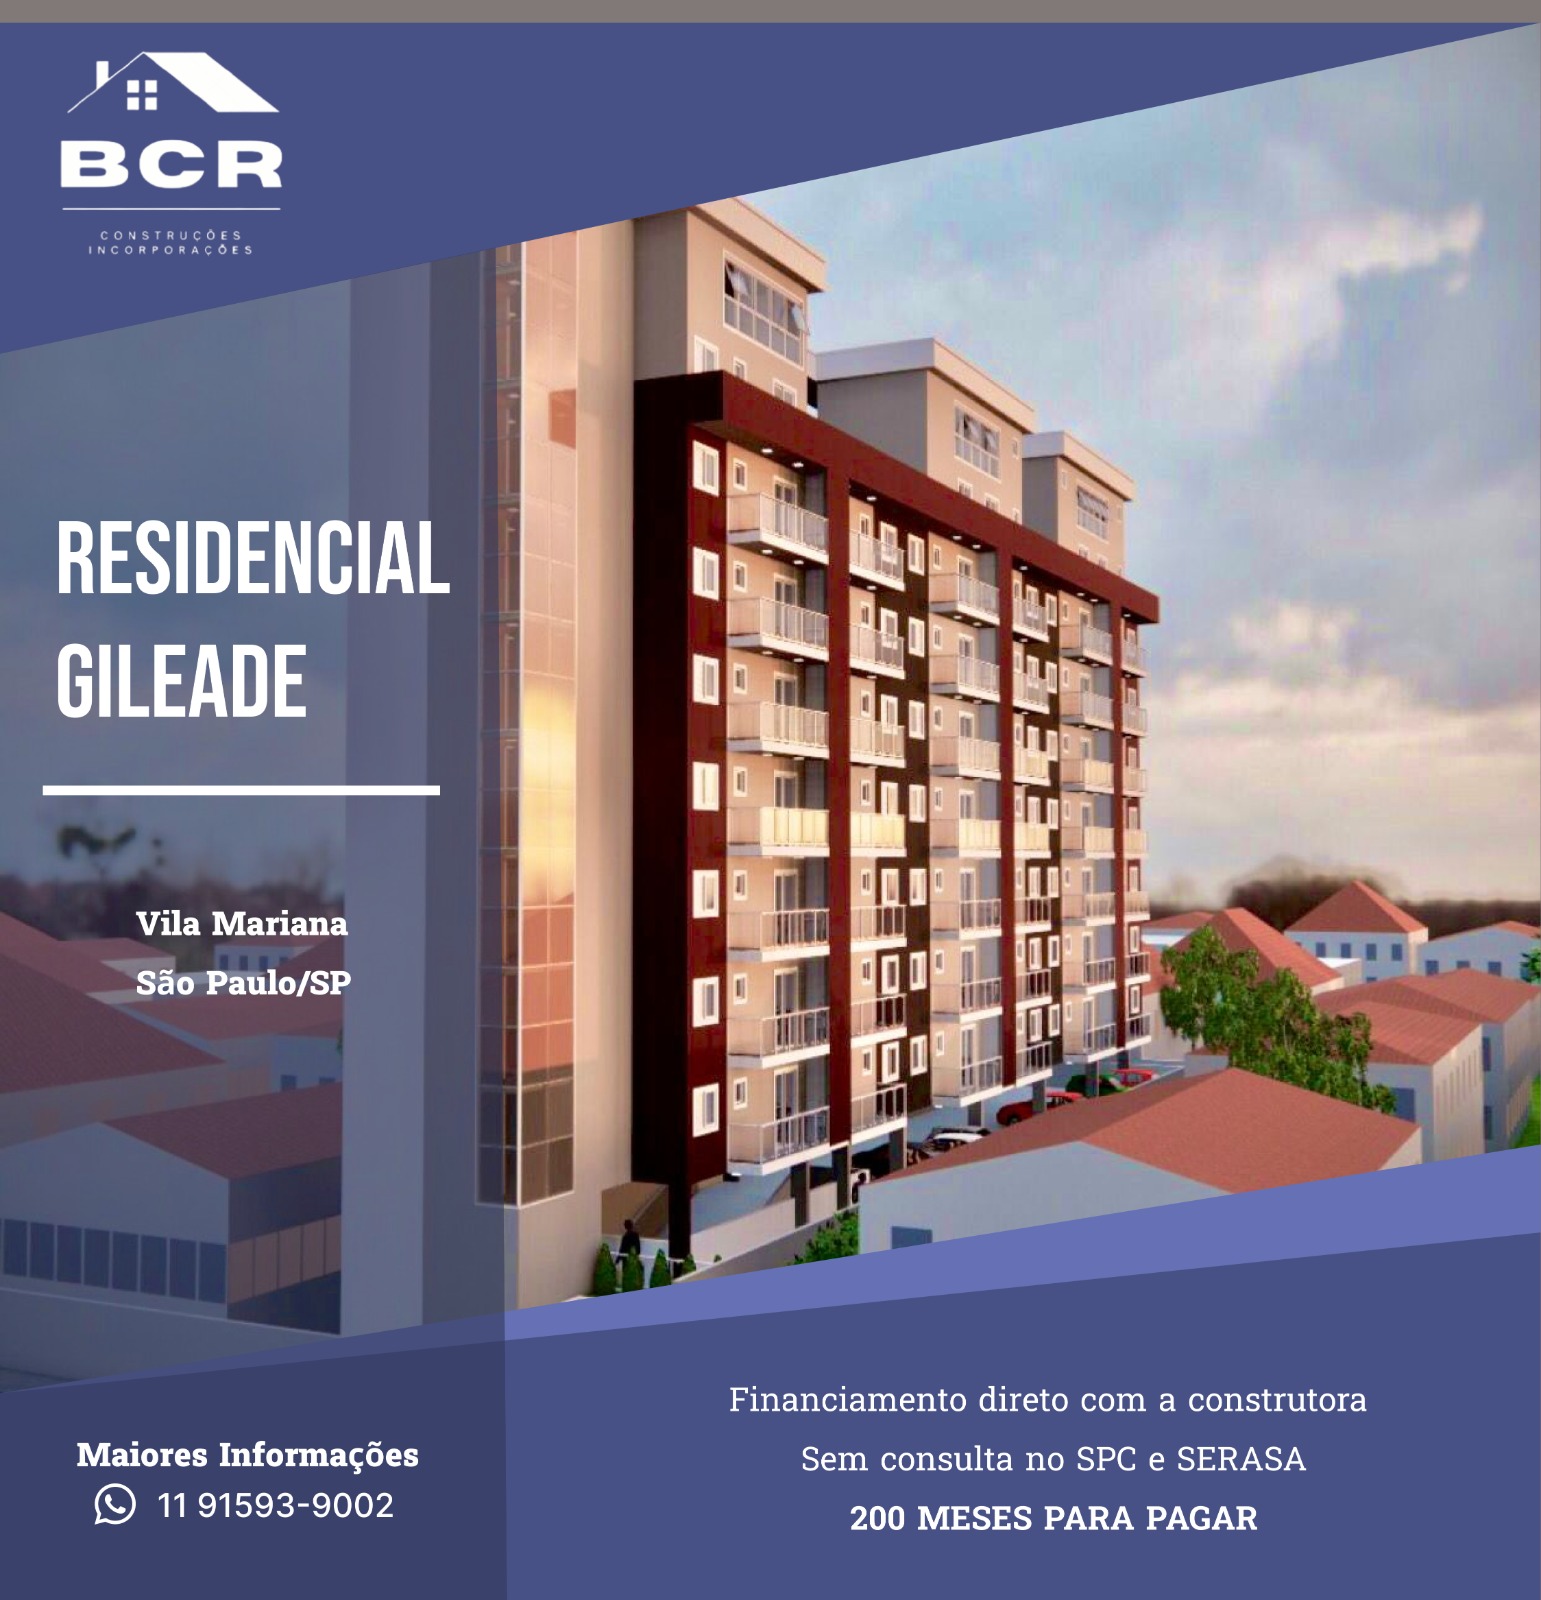 BCR
CONSTRUÇÕES
INCORPORAÇÕES
RESIDENCIAL
GILEADE
Vila Mariana
São Paulo/SP
Maiores Informações
11 91593-9002
Financiamento direto com a construtora
Sem consulta no SPC e SERASA
200 MESES PARA PAGAR